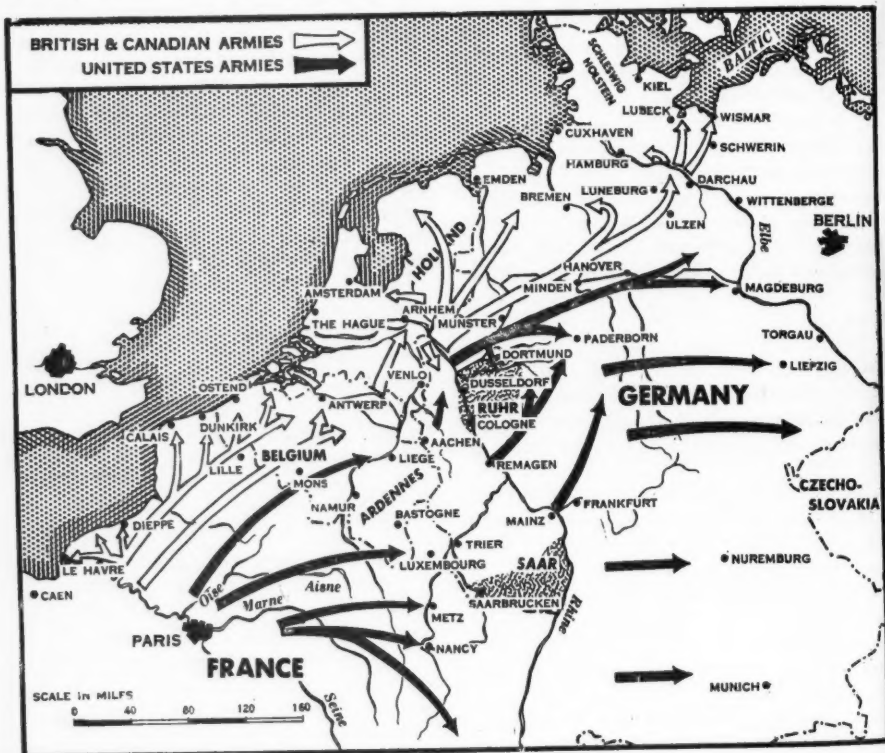 BRITISH & CANADIAN ARMIES
UNITED STATES ARMIES
BALTIC
SCHLESWIG
HOLSTEIN
KIEL
LUBECK
WISMAR
CUXHAVEN
SCHWERIN
HAMBURG
EMDEN
BREMEN
LUNEBURG
DARCHAU
WITTENBERGE
BERLIN
ULZEN
Elbe
HOLLAND
HANOVER
AMSTERDAM
MINDEN
MAGDEBURG
ARNHEM
THE HAGUE
MUNSTER
PADERBORN
TORGAU
DORTMUND
LIEPZIG
LONDON
VENLO
DUSSELDORF
OSTEND
ANTWERP
RUHR
GERMANY
DUNKIRK
COLOGNE
CALAIS
AACHEN
LILLE
BELGIUM
LIEGE
REMAGEN
MONS
CZECHO-
SLOVAKIA
NAMUR
ARDENNES
FRANKFURT
DIEPPE
BASTOGNE
MAINZ
TRIER
LE HAVRE
LUXEMBOURG
SAAR
NUREMBURG
CAEN
Oise
Aisne
Marne
SAARBRUCKEN
METZ
Rhine
PARIS
NANCY
FRANCE
MUNICH
SCALE in MILES
Seine
0 40 80 120 160